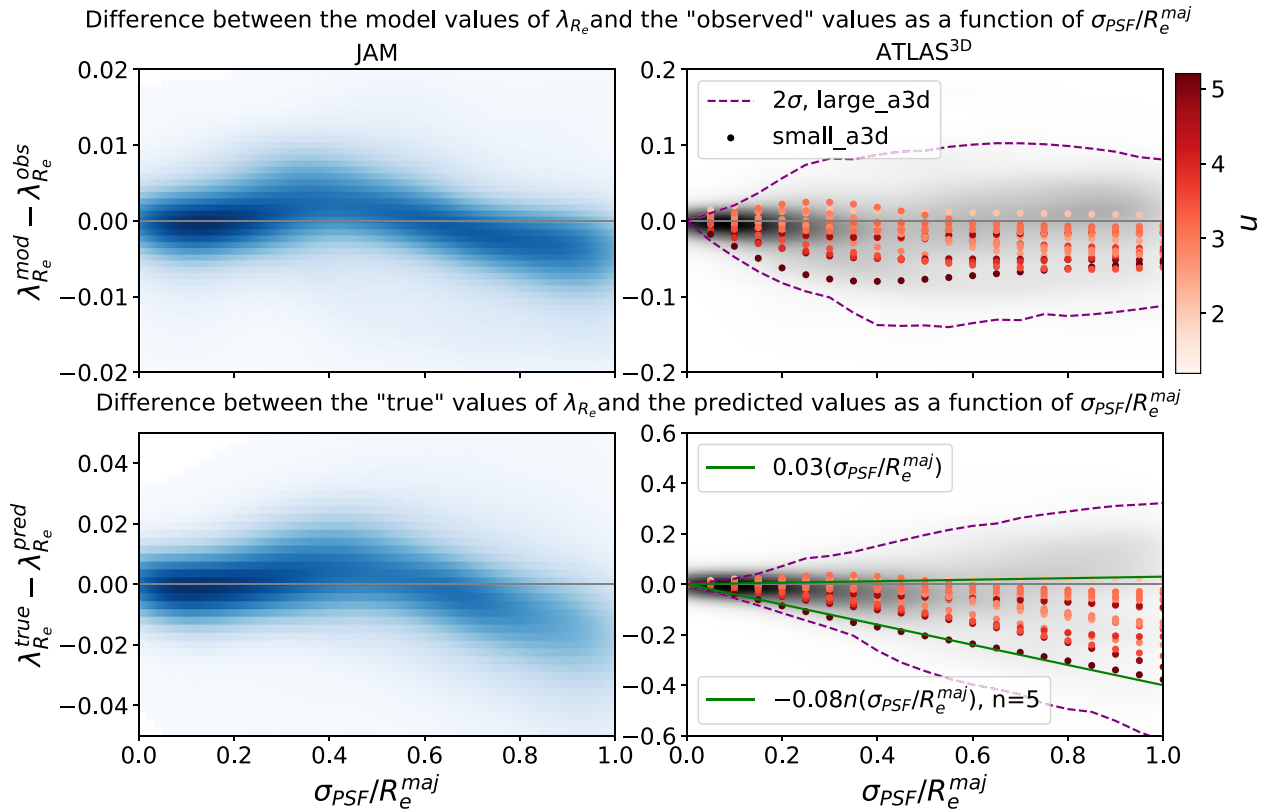 Difference between the model values of λ_{R_e} and the "observed" values as a function of σ_{PSF}/R_e^{maj}
JAM
ATLAS^{3D}
0.02
0.01
0.00
−0.01
−0.02
λ_{R_e}^{mod} − λ_{R_e}^{obs}
0.2
0.1
0.0
−0.1
−0.2
2σ, large_a3d
small_a3d
5
4
3
2
n
Difference between the "true" values of λ_{R_e} and the predicted values as a function of σ_{PSF}/R_e^{maj}
0.04
0.02
0.00
−0.02
−0.04
λ_{R_e}^{true} − λ_{R_e}^{pred}
0.0 0.2 0.4 0.6 0.8 1.0
σ_{PSF}/R_e^{maj}
0.6
0.4
0.2
0.0
−0.2
−0.4
−0.6
0.03(σ_{PSF}/R_e^{maj})
−0.08n(σ_{PSF}/R_e^{maj}), n=5
0.0 0.2 0.4 0.6 0.8 1.0
σ_{PSF}/R_e^{maj}